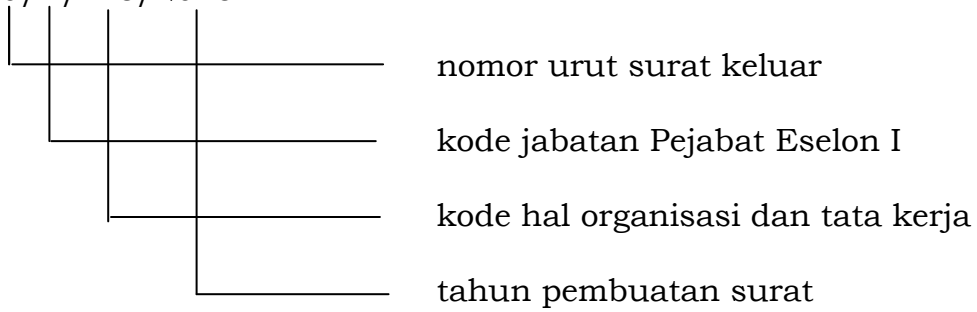 nomor urut surat keluar
kode jabatan Pejabat Eselon I
kode hal organisasi dan tata kerja
tahun pembuatan surat